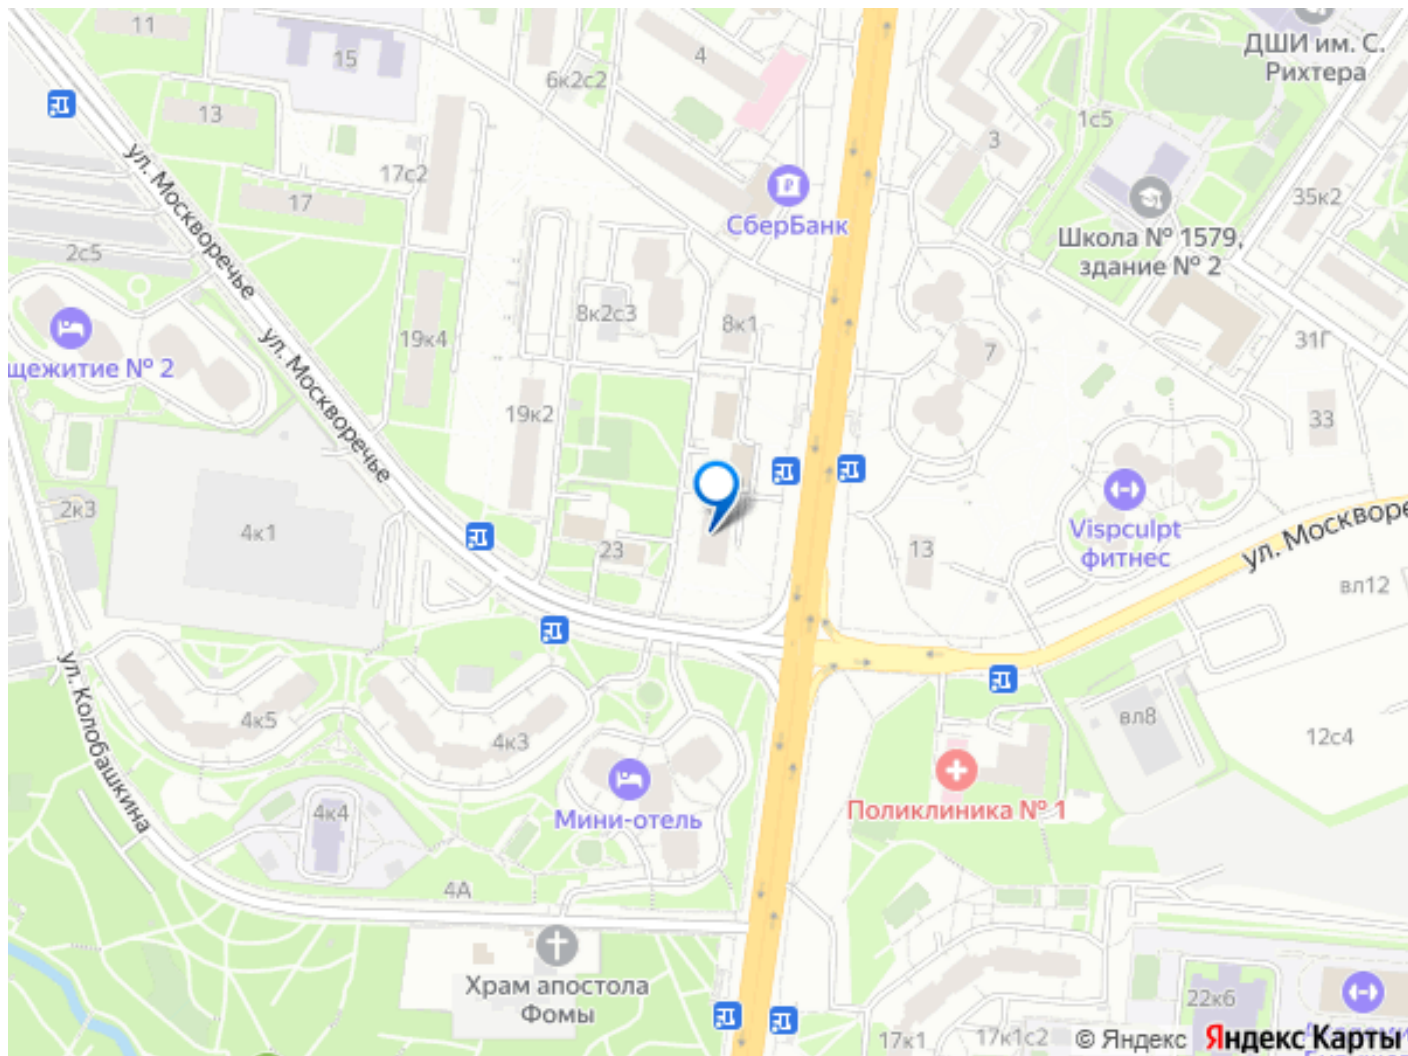 11
15
4
6к2с2
ДШИ им. С.
Рихтера
13
1с5
3
17с2
17
35к2
СберБанк
Школа № 1579,
здание № 2
ул. Москворечье
2с5
8к2с3
8к1
7
31Г
19к4
щежитие № 2
ул. Москворечье
19к2
33
2к3
4к1
23
13
Vispculpt
фитнес
ул. Москворе
вл12
ул. Колобашкина
4к5
4к3
вл8
12с4
4к4
Мини-отель
Поликлиника № 1
4А
Храм апостола
Фомы
22к6
17к1
17к1с2
© Яндекс
Яндекс Карты